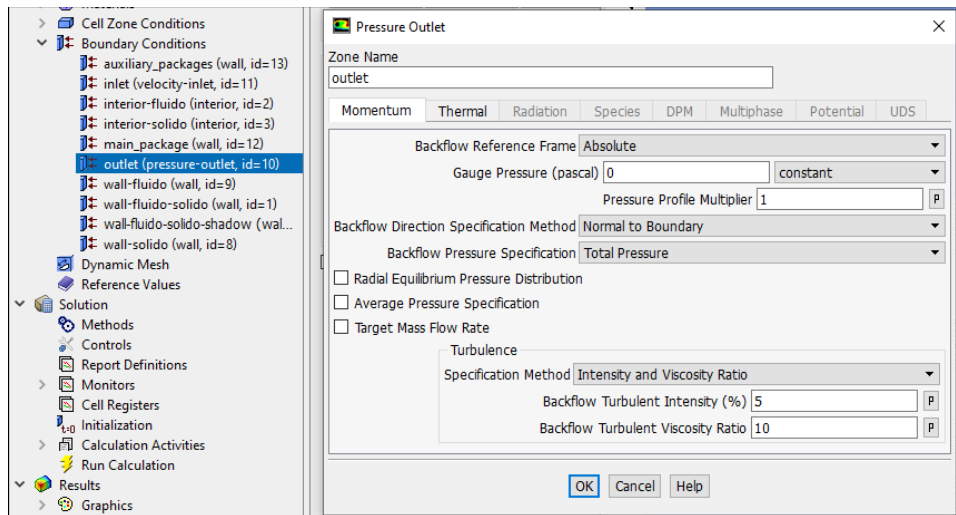 Cell Zone Conditions
Boundary Conditions
auxiliary_packages (wall, id=13)
inlet (velocity-inlet, id=11)
interior-fluido (interior, id=2)
interior-solido (interior, id=3)
main_package (wall, id=12)
outlet (pressure-outlet, id=10)
wall-fluido (wall, id=9)
wall-fluido-solido (wall, id=1)
wall-fluido-solido-shadow (wal...
wall-solido (wall, id=8)
Dynamic Mesh
Reference Values
Solution
Methods
Controls
Report Definitions
Monitors
Cell Registers
Initialization
Calculation Activities
Run Calculation
Results
Graphics
Pressure Outlet
Zone Name
outlet
Momentum Thermal Radiation Species DPM Multiphase Potential UDS
Backflow Reference Frame Absolute
Gauge Pressure (pascal) 0 constant
Pressure Profile Multiplier 1 P
Backflow Direction Specification Method Normal to Boundary
Backflow Pressure Specification Total Pressure
Radial Equilibrium Pressure Distribution
Average Pressure Specification
Target Mass Flow Rate
Turbulence
Specification Method Intensity and Viscosity Ratio
Backflow Turbulent Intensity (%) 5 P
Backflow Turbulent Viscosity Ratio 10 P
OK Cancel Help